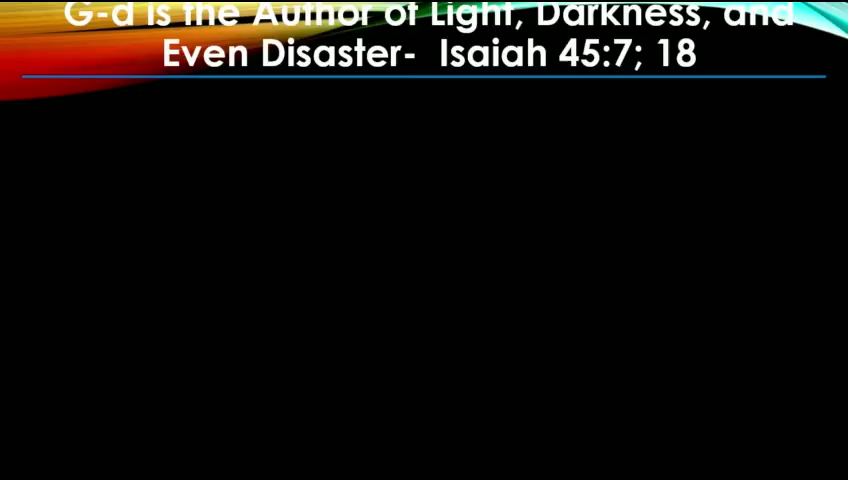 G-d is the Author of Light, Darkness, and
Even Disaster- Isaiah 45:7; 18